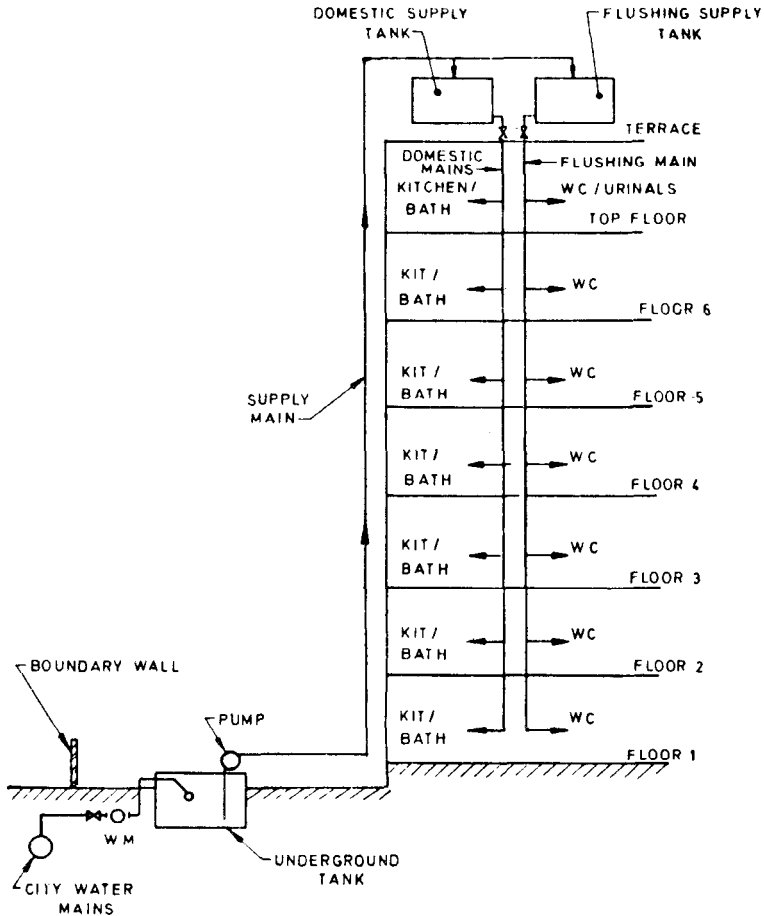 DOMESTIC SUPPLY
TANK
FLUSHING SUPPLY
TANK
TERRACE
DOMESTIC
MAINS
FLUSHING MAIN
KITCHEN/
BATH
WC/URINALS
TOP FLOOR
KIT/
BATH
WC
FLOOR 6
KIT/
BATH
WC
FLOOR 5
SUPPLY
MAIN
KIT/
BATH
WC
FLOOR 4
KIT/
BATH
WC
FLOOR 3
KIT/
BATH
WC
FLOOR 2
BOUNDARY WALL
PUMP
KIT/
BATH
WC
FLOOR 1
WM
UNDERGROUND
TANK
CITY WATER
MAINS